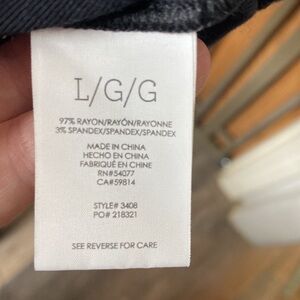 L/G/G
97% RAYON/RAYÓN/RAYONNE
3% SPANDEX/SPANDEX/SPANDEX
MADE IN CHINA
HECHO EN CHINA
FABRIQUÉ EN CHINE
RN#54077
CA#59814
STYLE# 3408
PO# 218321
SEE REVERSE FOR CARE